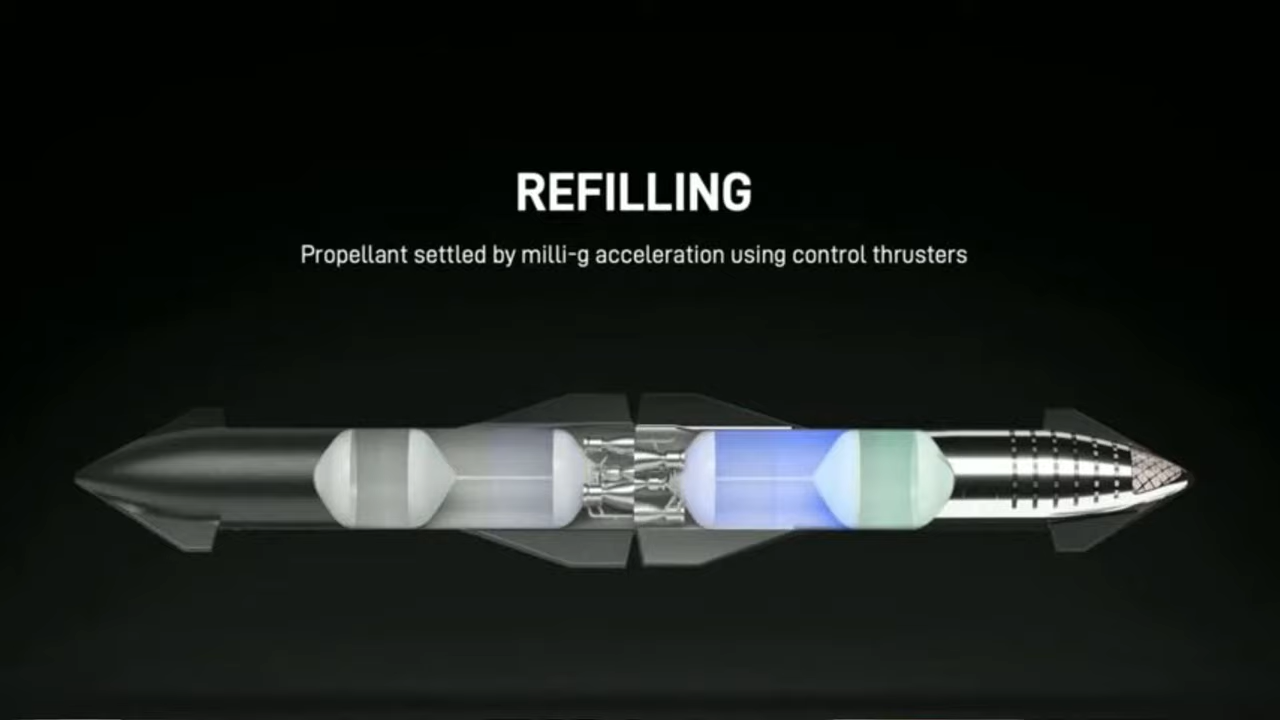 REFILLING
Propellant settled by milli-g acceleration using control thrusters